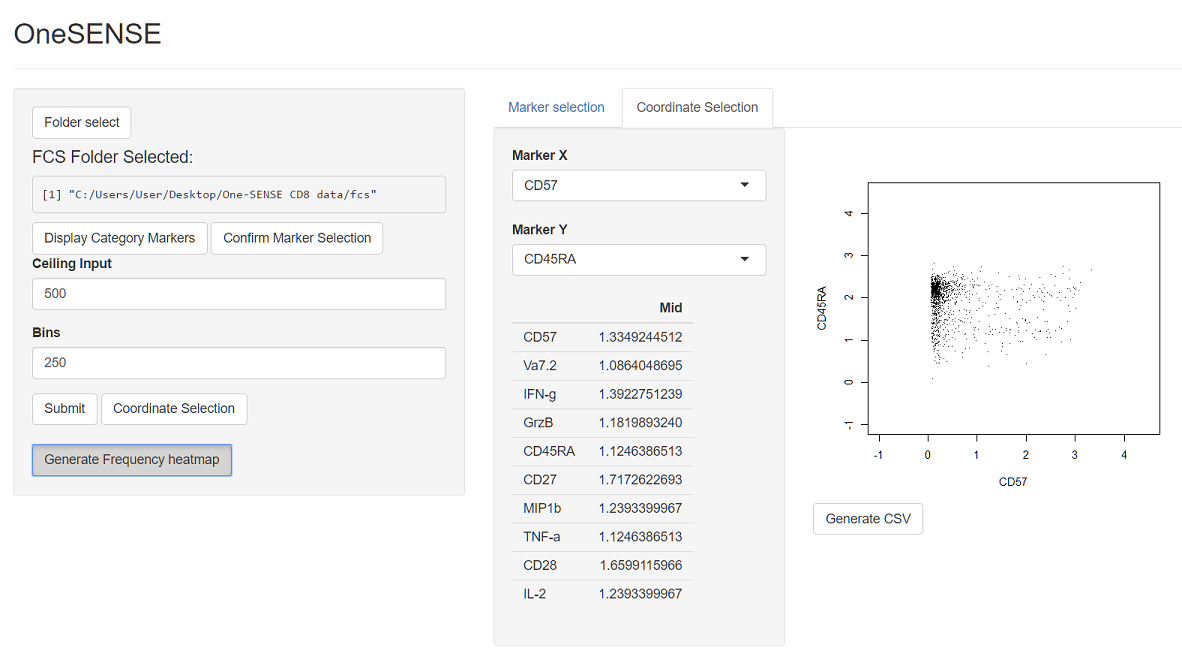 OneSENSE
Folder select
FCS Folder Selected:
[1] "C:/Users/User/Desktop/One-SENSE CD8 data/fcs"
Display Category Markers Confirm Marker Selection
Ceiling Input
500
Bins
250
Submit Coordinate Selection
Generate Frequency heatmap
Marker selection Coordinate Selection
Marker X
CD57
Marker Y
CD45RA
Mid
CD57 1.3349244512
Va7.2 1.0864048695
IFN-g 1.3922751239
GrzB 1.1819893240
CD45RA 1.1246386513
CD27 1.7172622693
MIP1b 1.2393399967
TNF-a 1.1246386513
CD28 1.6599115966
IL-2 1.2393399967
CD45RA
4
3
2
1
0
-1
-1 0 1 2 3 4
CD57
Generate CSV